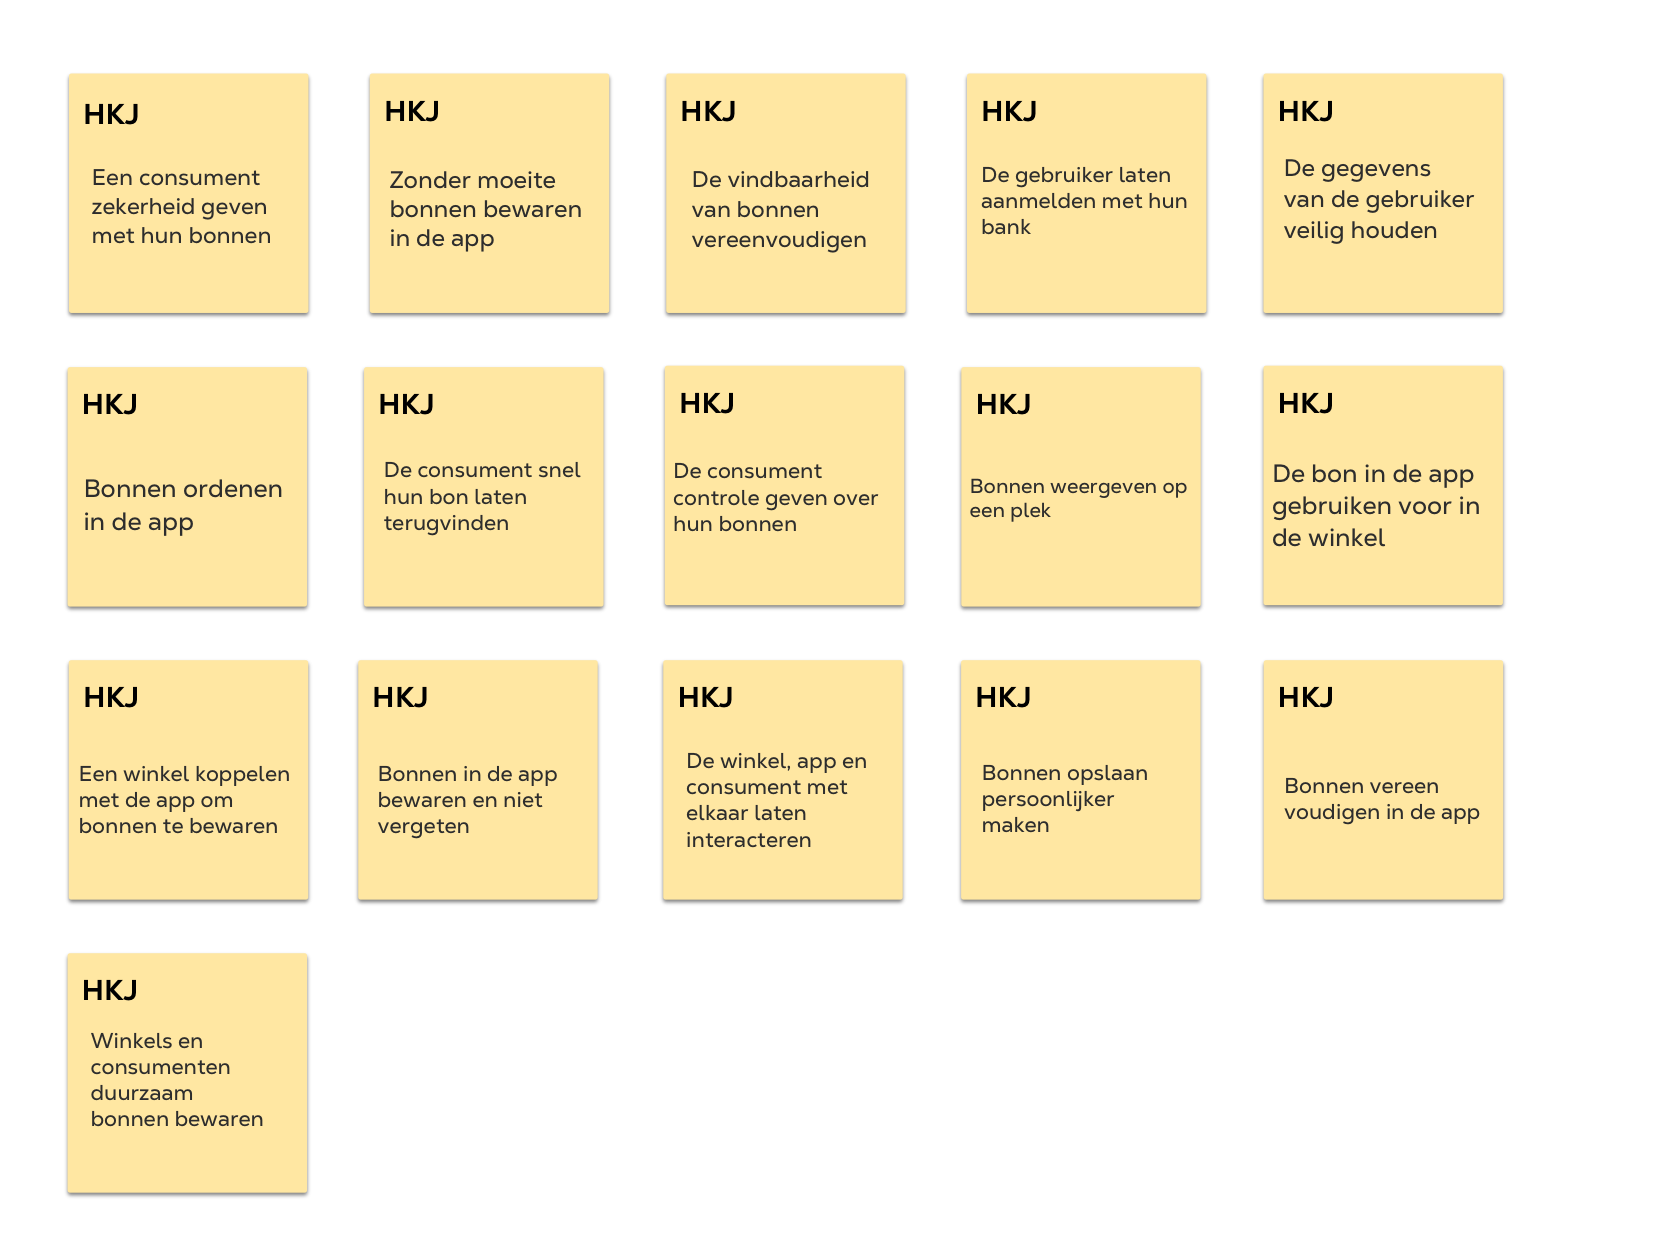 HKJ
Een consument
zekerheid geven
met hun bonnen
HKJ
Zonder moeite
bonnen bewaren
in de app
HKJ
De vindbaarheid
van bonnen
vereenvoudigen
HKJ
De gebruiker laten
aanmelden met hun
bank
HKJ
De gegevens
van de gebruiker
veilig houden
HKJ
Bonnen ordenen
in de app
HKJ
De consument snel
hun bon laten
terugvinden
HKJ
De consument
controle geven over
hun bonnen
HKJ
Bonnen weergeven op
een plek
HKJ
De bon in de app
gebruiken voor in
de winkel
HKJ
Een winkel koppelen
met de app om
bonnen te bewaren
HKJ
Bonnen in de app
bewaren en niet
vergeten
HKJ
De winkel, app en
consument met
elkaar laten
interacteren
HKJ
Bonnen opslaan
persoonlijker
maken
HKJ
Bonnen vereen
voudigen in de app
HKJ
Winkels en
consumenten
duurzaam
bonnen bewaren